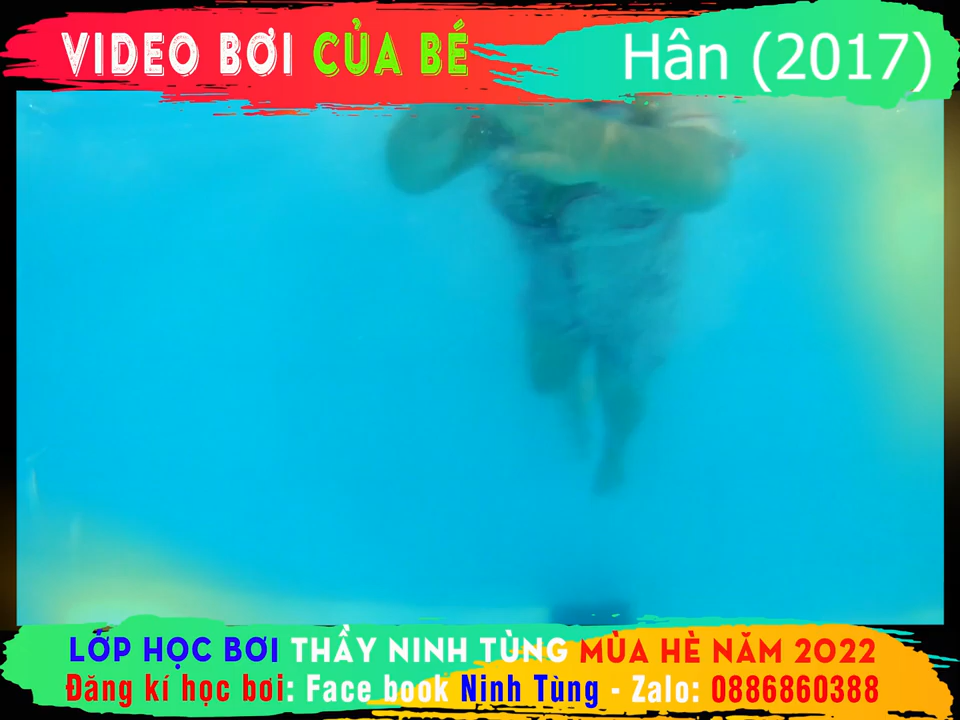 VIDEO BƠI CỦA BÉ
Hân (2017)
LỚP HỌC BƠI THẦY NINH TÙNG MÙA HÈ NĂM 2022
Đăng kí học bơi: Face book Ninh Tùng - Zalo: 0886860388